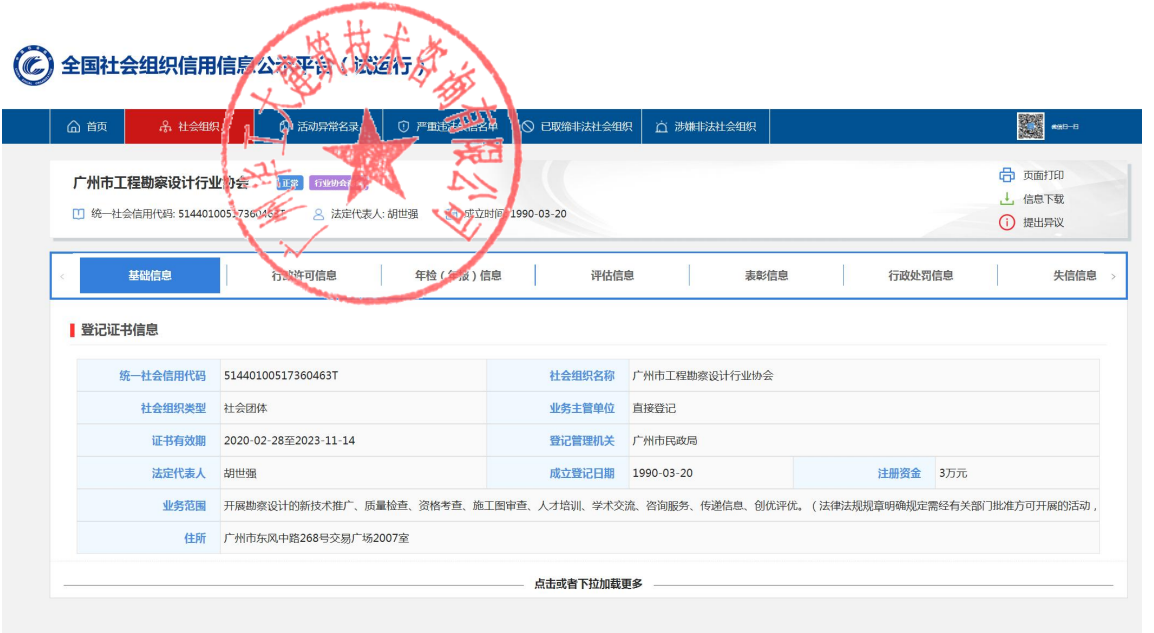 全国社会组织信用信息公示平台（试运行）
首页 社会组织 活动异常名录 严重违法失信名单 已取缔非法社会组织 涉嫌非法社会组织
广州市工程勘察设计行业协会 正常 行业协会
页面打印
统一社会信用代码: 51440100517360463T 法定代表人: 胡世强 成立时间: 1990-03-20
信息下载
提出异议
基础信息 行政许可信息 年检（年报）信息 评估信息 表彰信息 行政处罚信息 失信信息
登记证书信息
统一社会信用代码 51440100517360463T 社会组织名称 广州市工程勘察设计行业协会
社会组织类型 社会团体 业务主管单位 直接登记
证书有效期 2020-02-28至2023-11-14 登记管理机关 广州市民政局
法定代表人 胡世强 成立登记日期 1990-03-20 注册资金 3万元
业务范围 开展勘察设计的新技术推广、质量检查、资格考查、施工图审查、人才培训、学术交流、咨询服务、传递信息、创优评优。（法律法规规章明确规定需经有关部门批准方可开展的活动，
住所 广州市东风中路268号交易广场2007室
点击或者下拉加载更多